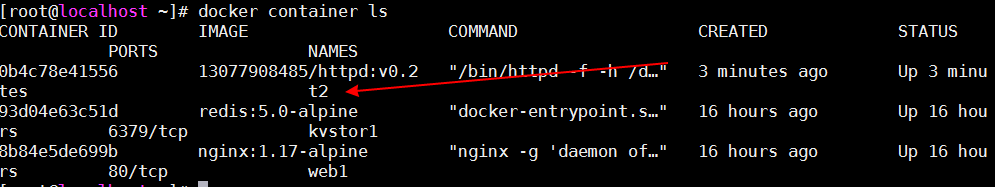 [root@localhost ~]# docker container ls
CONTAINER ID IMAGE COMMAND CREATED STATUS
PORTS NAMES
0b4c78e41556 13077908485/httpd:v0.2 "/bin/httpd -f -h /d…" 3 minutes ago Up 3 minu
tes t2
93d04e63c51d redis:5.0-alpine "docker-entrypoint.s…" 16 hours ago Up 16 hou
rs 6379/tcp kvstor1
8b84e5de699b nginx:1.17-alpine "nginx -g 'daemon of…" 16 hours ago Up 16 hou
rs 80/tcp web1
[root@localhost ~]#